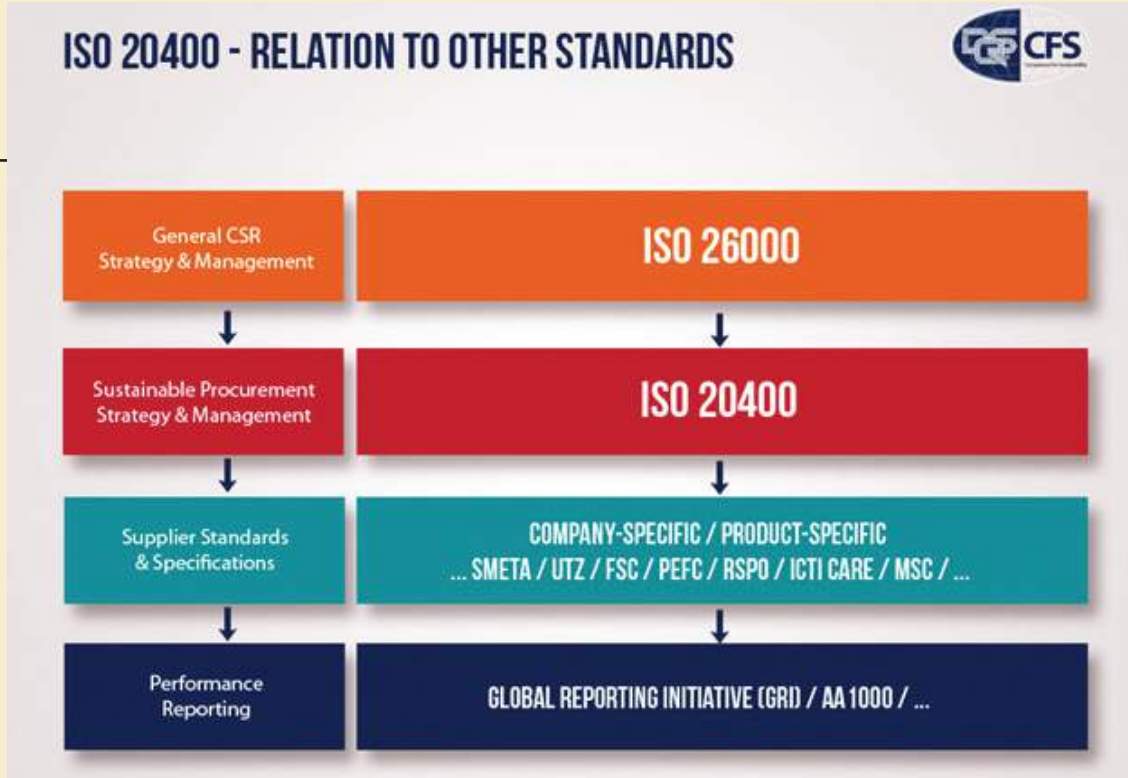 ISO 20400 - RELATION TO OTHER STANDARDS
CFS
General CSR
Strategy & Management
ISO 26000
Sustainable Procurement
Strategy & Management
ISO 20400
Supplier Standards
& Specifications
COMPANY-SPECIFIC / PRODUCT-SPECIFIC
... SMETA / UTZ / FSC / PEFC / RSPO / ICTI CARE / MSC / ...
Performance
Reporting
GLOBAL REPORTING INITIATIVE (GRI) / AA1000 / ...